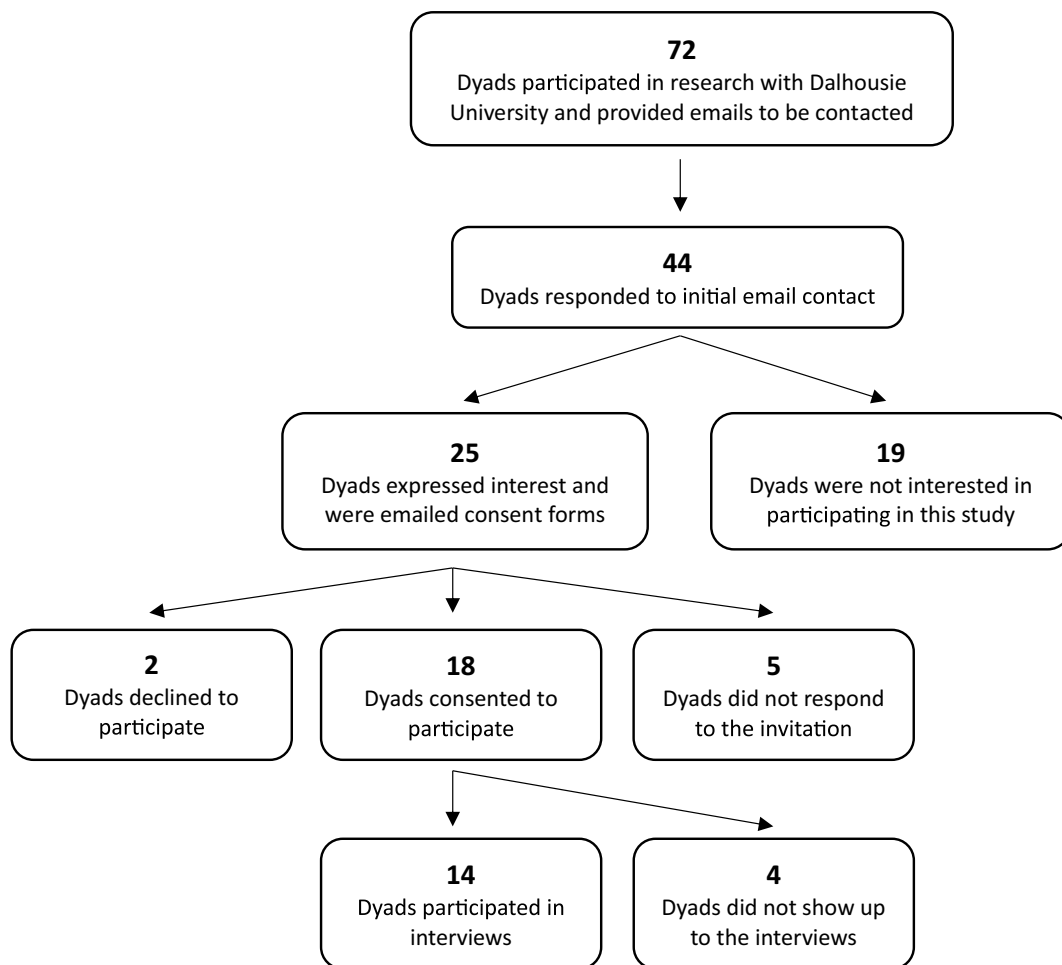 72
Dyads participated in research with Dalhousie
University and provided emails to be contacted
44
Dyads responded to initial email contact
25
Dyads expressed interest and
were emailed consent forms
19
Dyads were not interested in
participating in this study
2
Dyads declined to
participate
18
Dyads consented to
participate
5
Dyads did not respond
to the invitation
14
Dyads participated in
interviews
4
Dyads did not show up
to the interviews